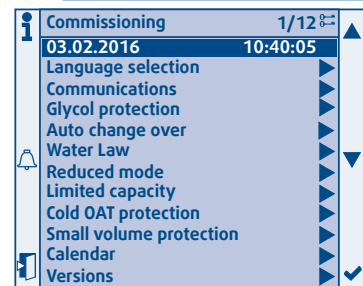 Commissioning 1/12
03.02.2016 10:40:05
Language selection
Communications
Glycol protection
Auto change over
Water Law
Reduced mode
Limited capacity
Cold OAT protection
Small volume protection
Calendar
Versions